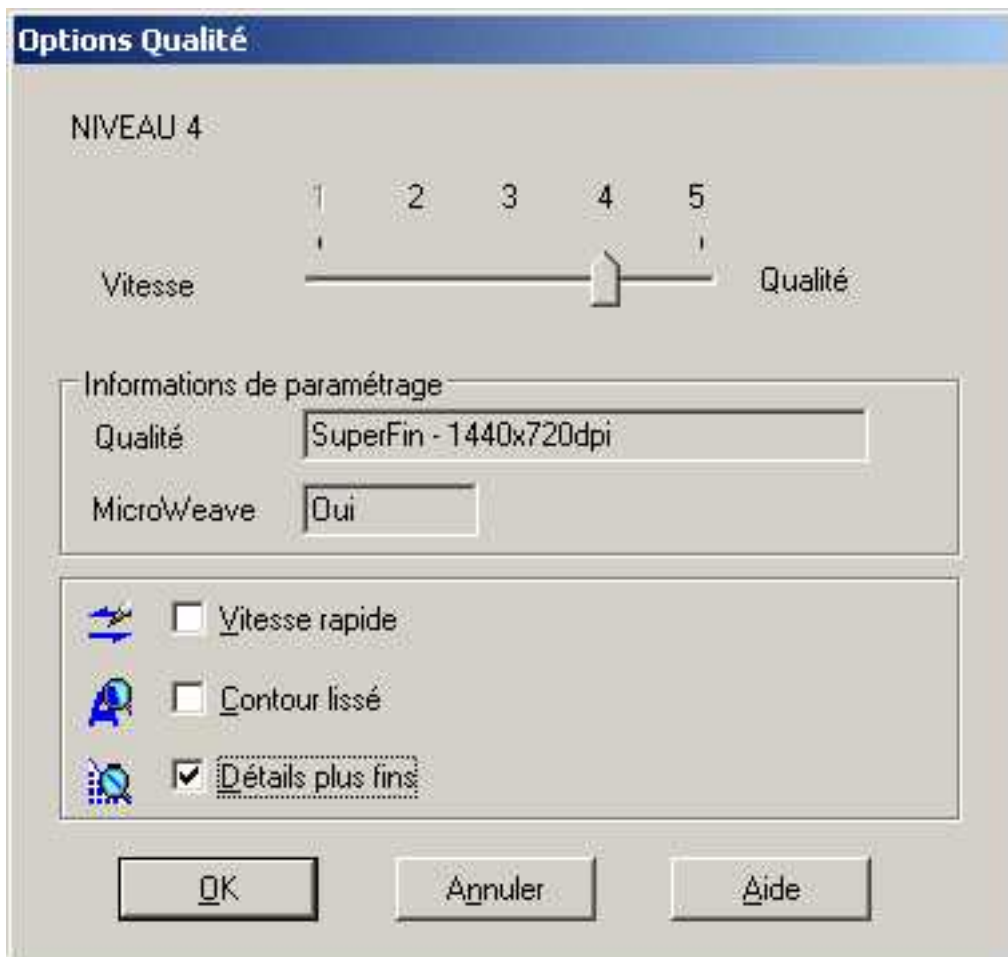 Options Qualité
NIVEAU 4
1 2 3 4 5
Vitesse Qualité
Informations de paramétrage
Qualité SuperFin - 1440x720dpi
MicroWeave Oui
Vitesse rapide
Contour lissé
Détails plus fins
OK Annuler Aide